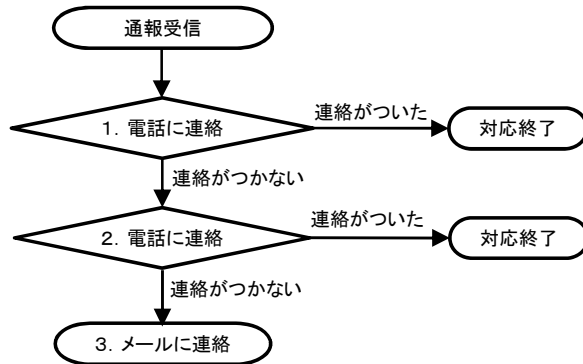 通報受信
1．電話に連絡
連絡がついた
対応終了
連絡がつかない
2．電話に連絡
連絡がついた
対応終了
連絡がつかない
3．メールに連絡